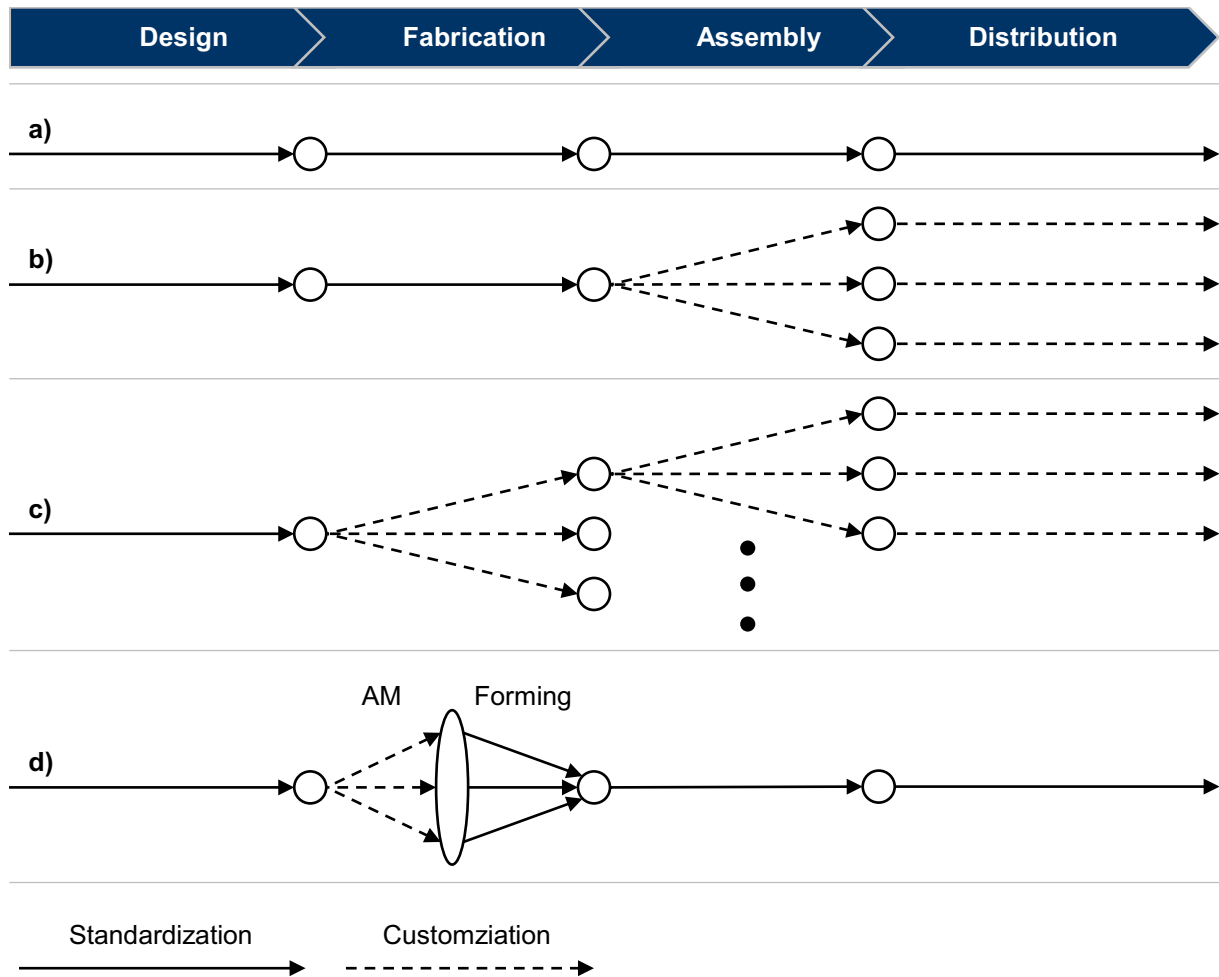 Design Fabrication Assembly Distribution
a)
b)
c)
AM Forming
d)
Standardization Customziation